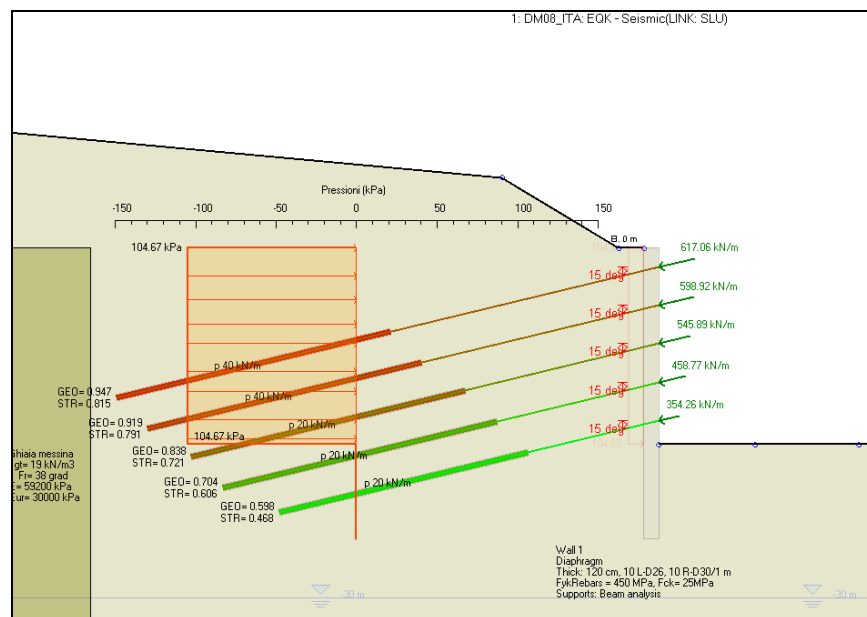 1: DM08_ITA: EQK - Seismic(LINK: SLU)
Pressioni (kPa)
-150 -100 -50 0 50 100 150
El. 0 m
104.67 kPa
617.06 kN/m
15 deg
598.92 kN/m
15 deg
545.89 kN/m
15 deg
458.77 kN/m
15 deg
354.26 kN/m
15 deg
p 40 kN/m
GEO= 0.947
STR= 0.815
p 40 kN/m
GEO= 0.919
STR= 0.791
p 20 kN/m
104.67 kPa
104.67
GEO= 0.838
STR= 0.721
p 20 kN/m
GEO= 0.704
STR= 0.606
p 20 kN/m
GEO= 0.598
STR= 0.468
Ghiaia messina
gt= 19 kN/m3
Fr= 38 grad
E= 59200 kPa
Eur= 30000 kPa
Wall 1
Diaphragm
Thick: 120 cm, 10 L-D26, 10 R-D30/1 m
FykRebars = 450 MPa, Fck= 25MPa
Supports: Beam analysis
-30 m
-30 m